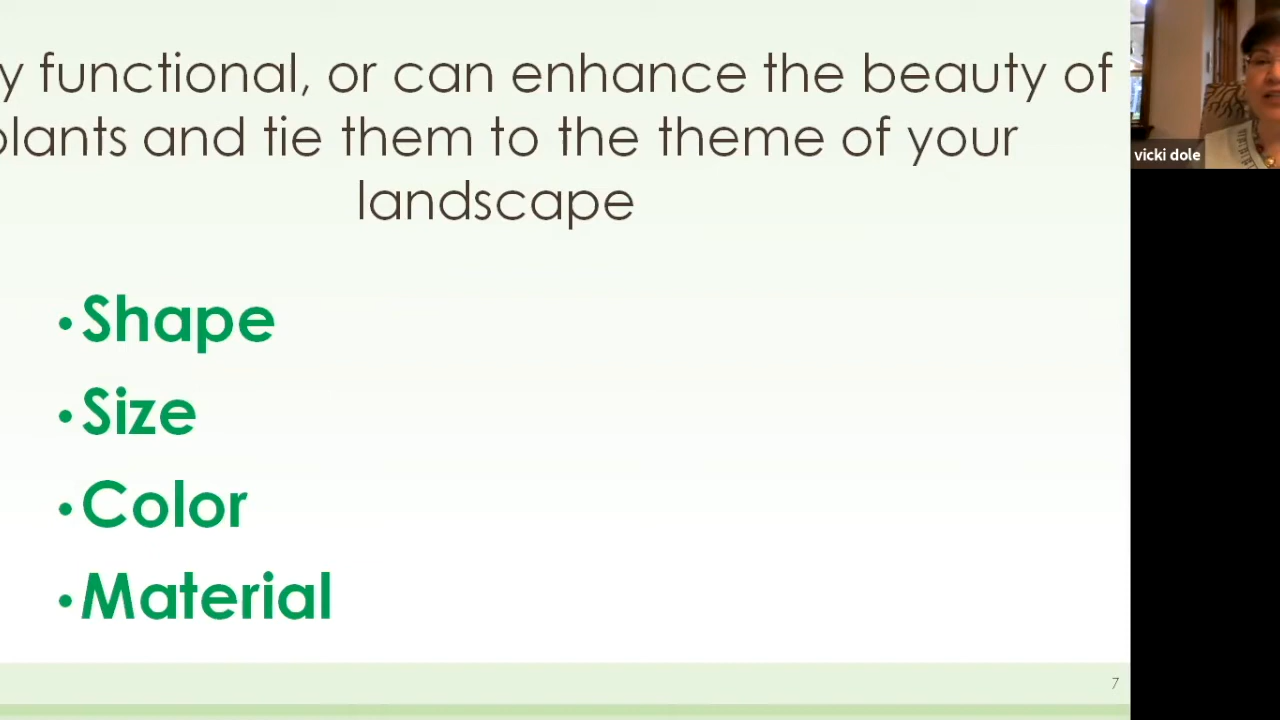 y functional, or can enhance the beauty of
plants and tie them to the theme of your
landscape
• Shape
• Size
• Color
• Material
7
vicki dole